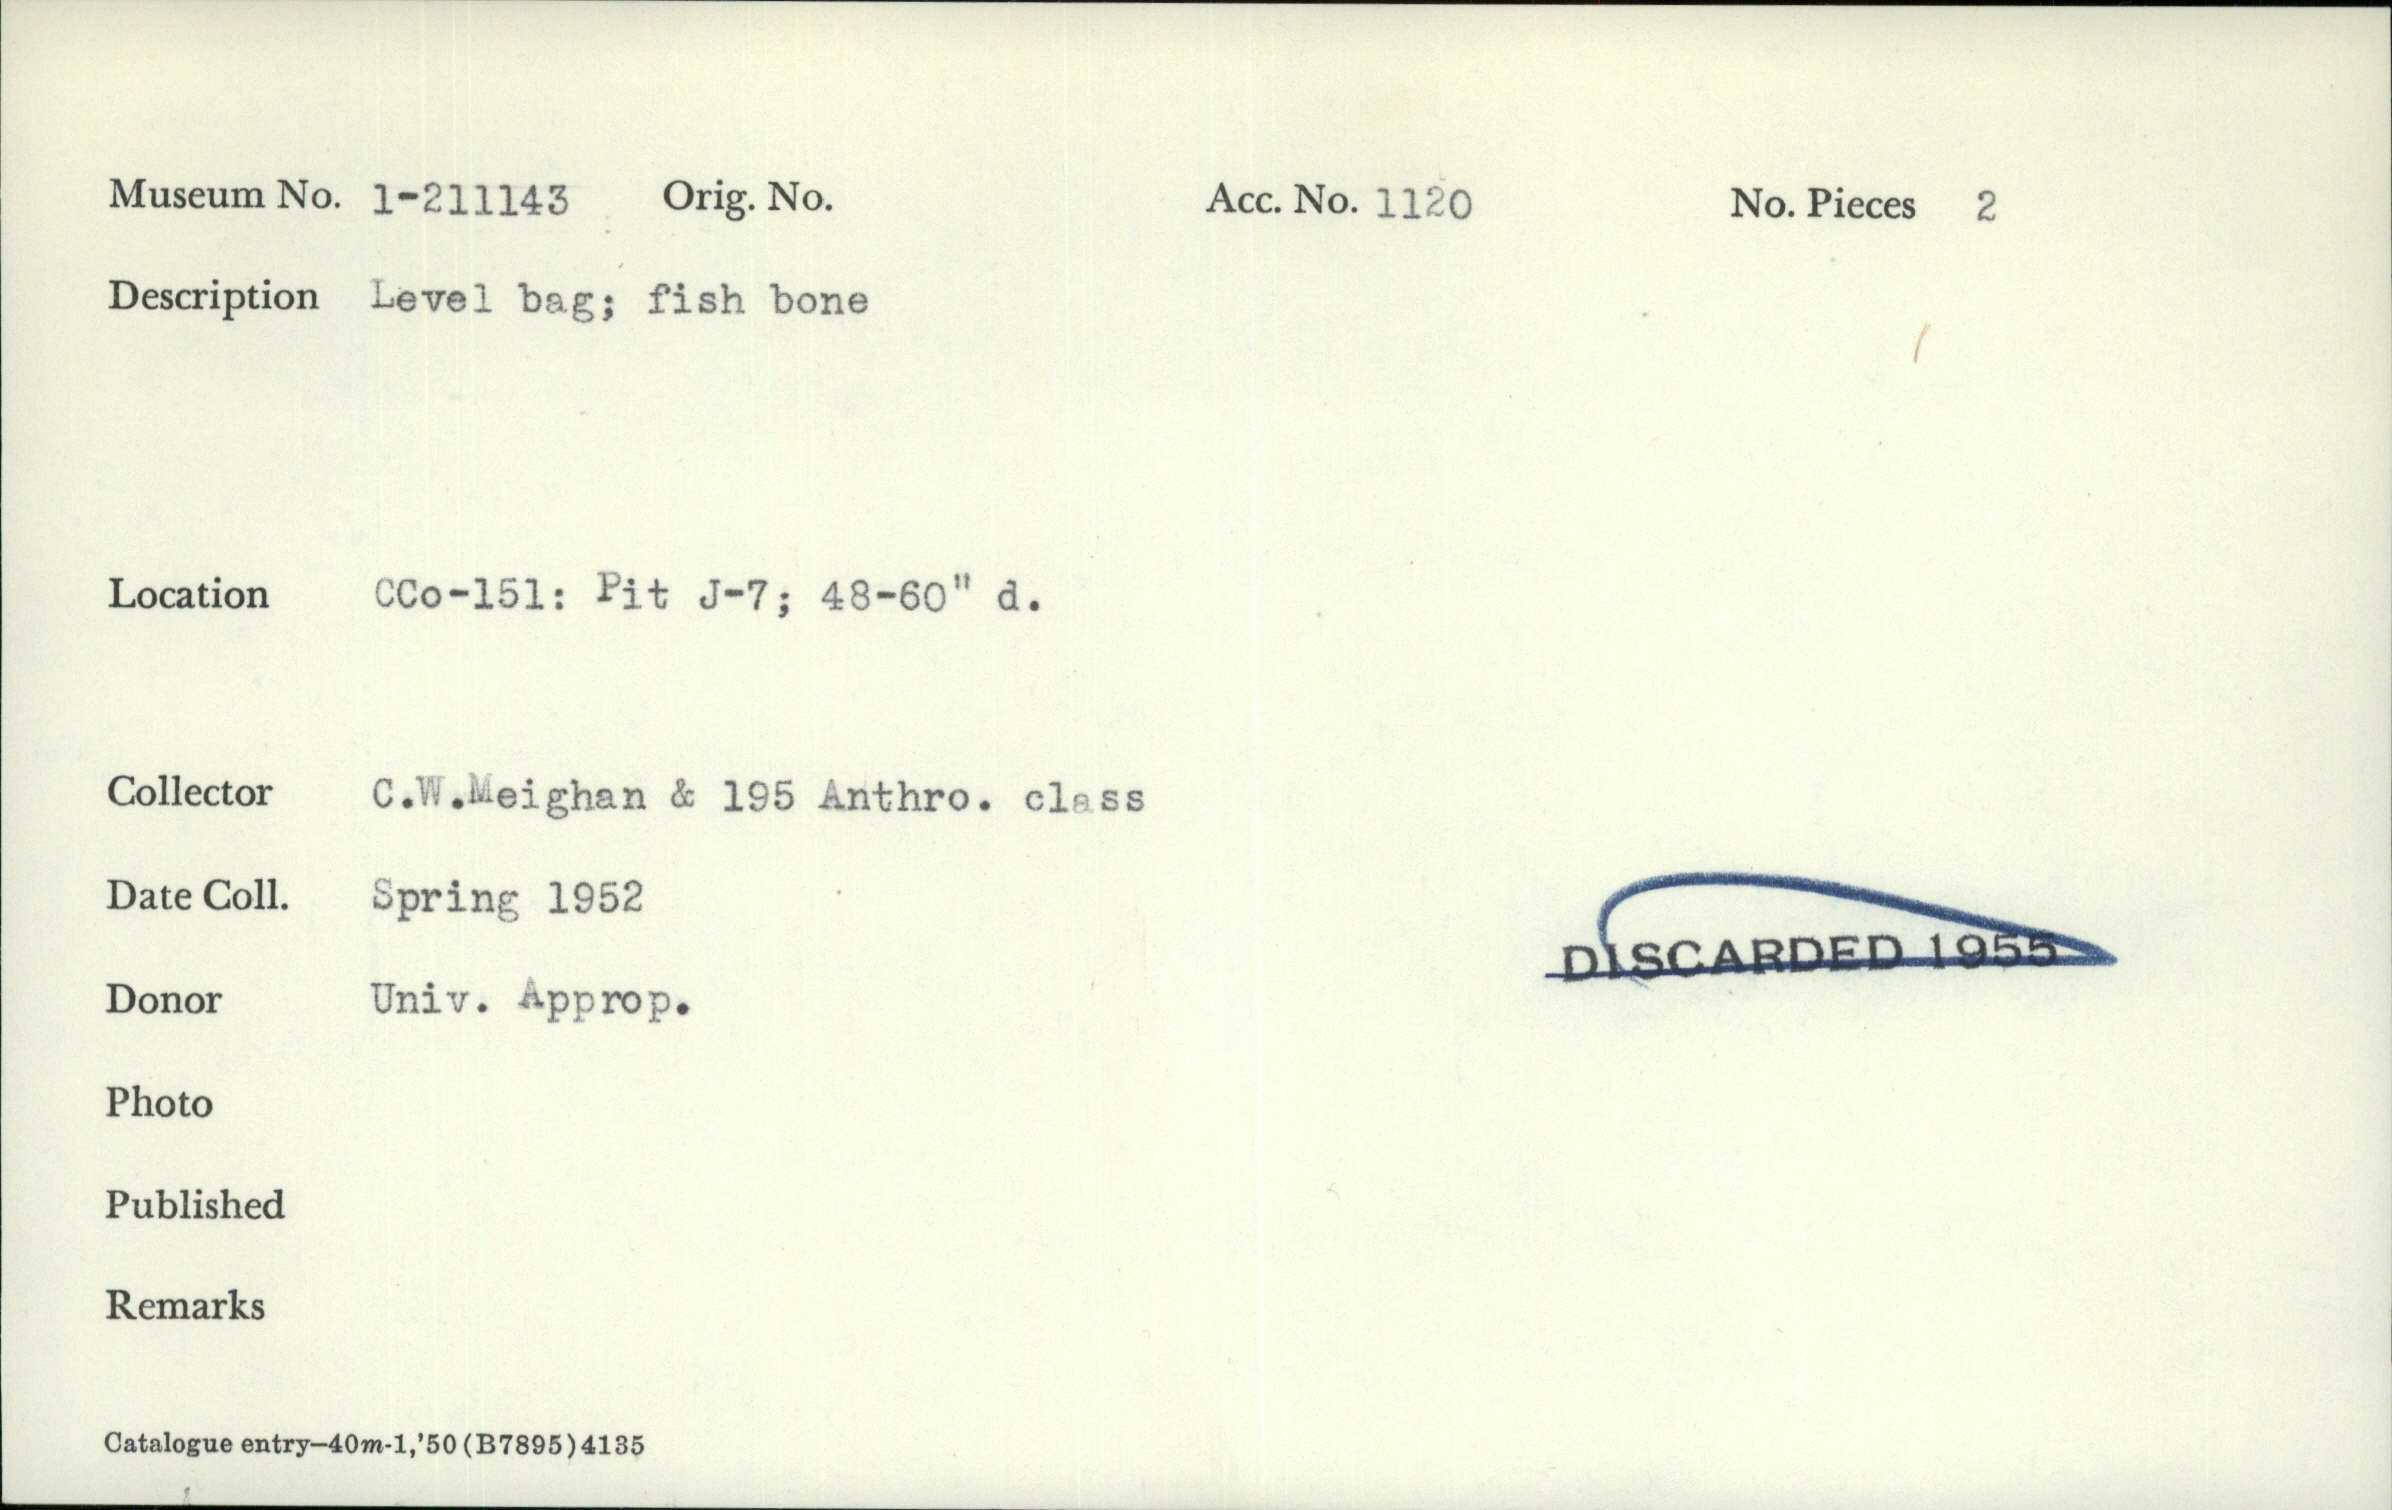 Museum No. 1-211143 Orig. No. Acc. No. 1120 No. Pieces 2
Description Level bag; fish bone
Location CCo-151: Pit J-7; 48-60" d.
Collector C.W.Meighan & 195 Anthro. class
Date Coll. Spring 1952
DISCARDED 1955
Donor Univ. Approp.
Photo
Published
Remarks
Catalogue entry—40m-1,'50(B7895)4135